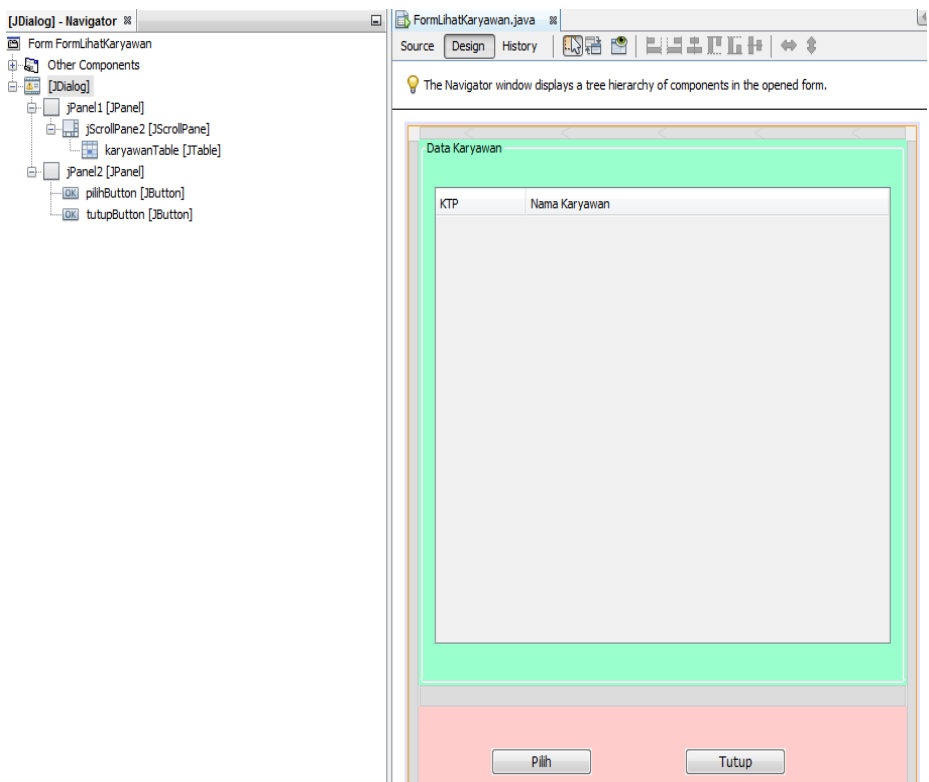 [JDialog] - Navigator
Form FormLihatKaryawan
Other Components
[JDialog]
jPanel1 [JPanel]
jScrollPane2 [JScrollPane]
karyawanTable [JTable]
jPanel2 [JPanel]
OK pilihButton [JButton]
OK tutupButton [JButton]
FormLihatKaryawan.java
Source Design History
The Navigator window displays a tree hierarchy of components in the opened form.
Data Karyawan
KTP Nama Karyawan
Pilih Tutup